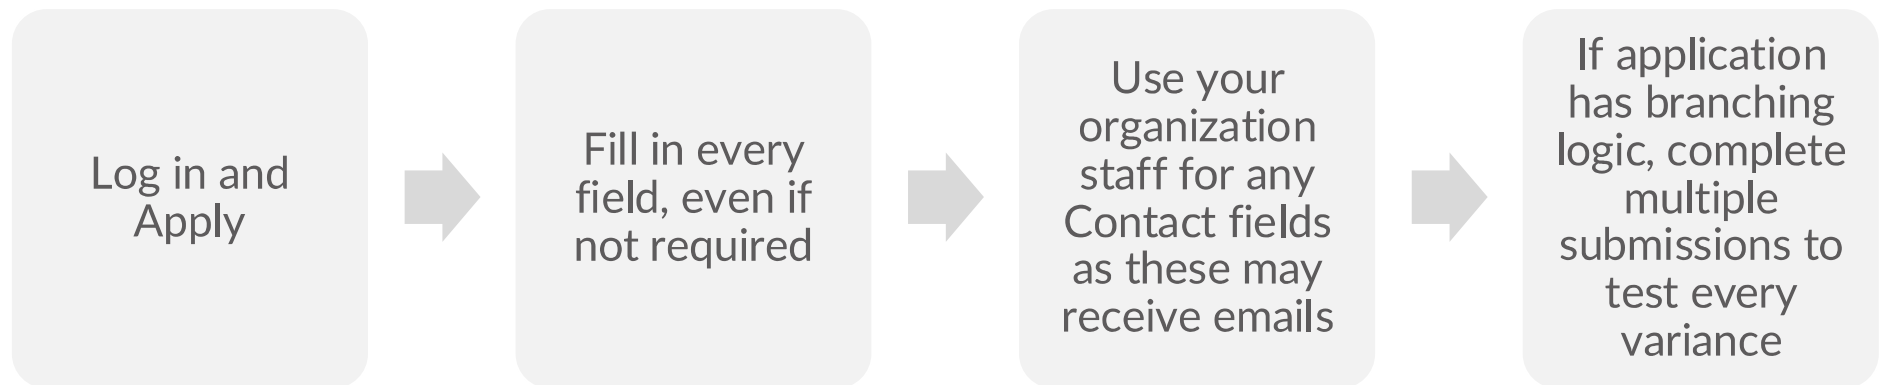 Log in and
Apply
Fill in every
field, even if
not required
Use your
organization
staff for any
Contact fields
as these may
receive emails
If application
has branching
logic, complete
multiple
submissions to
test every
variance